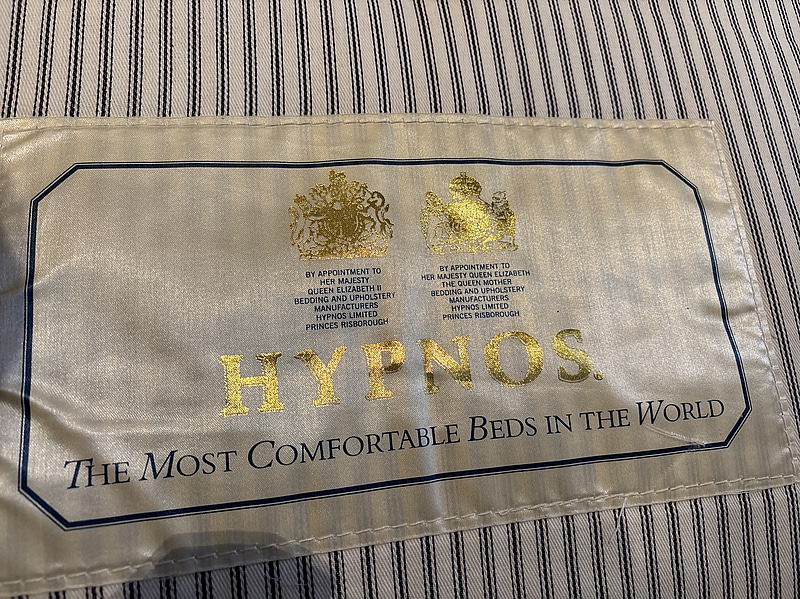 BY APPOINTMENT TO
HER MAJESTY
QUEEN ELIZABETH II
BEDDING AND UPHOLSTERY
MANUFACTURERS
HYPNOS LIMITED
PRINCES RISBOROUGH
BY APPOINTMENT TO
HER MAJESTY QUEEN ELIZABETH
THE QUEEN MOTHER
BEDDING AND UPHOLSTERY
MANUFACTURERS
HYPNOS LIMITED
PRINCES RISBOROUGH
HYPNOS.
THE MOST COMFORTABLE BEDS IN THE WORLD